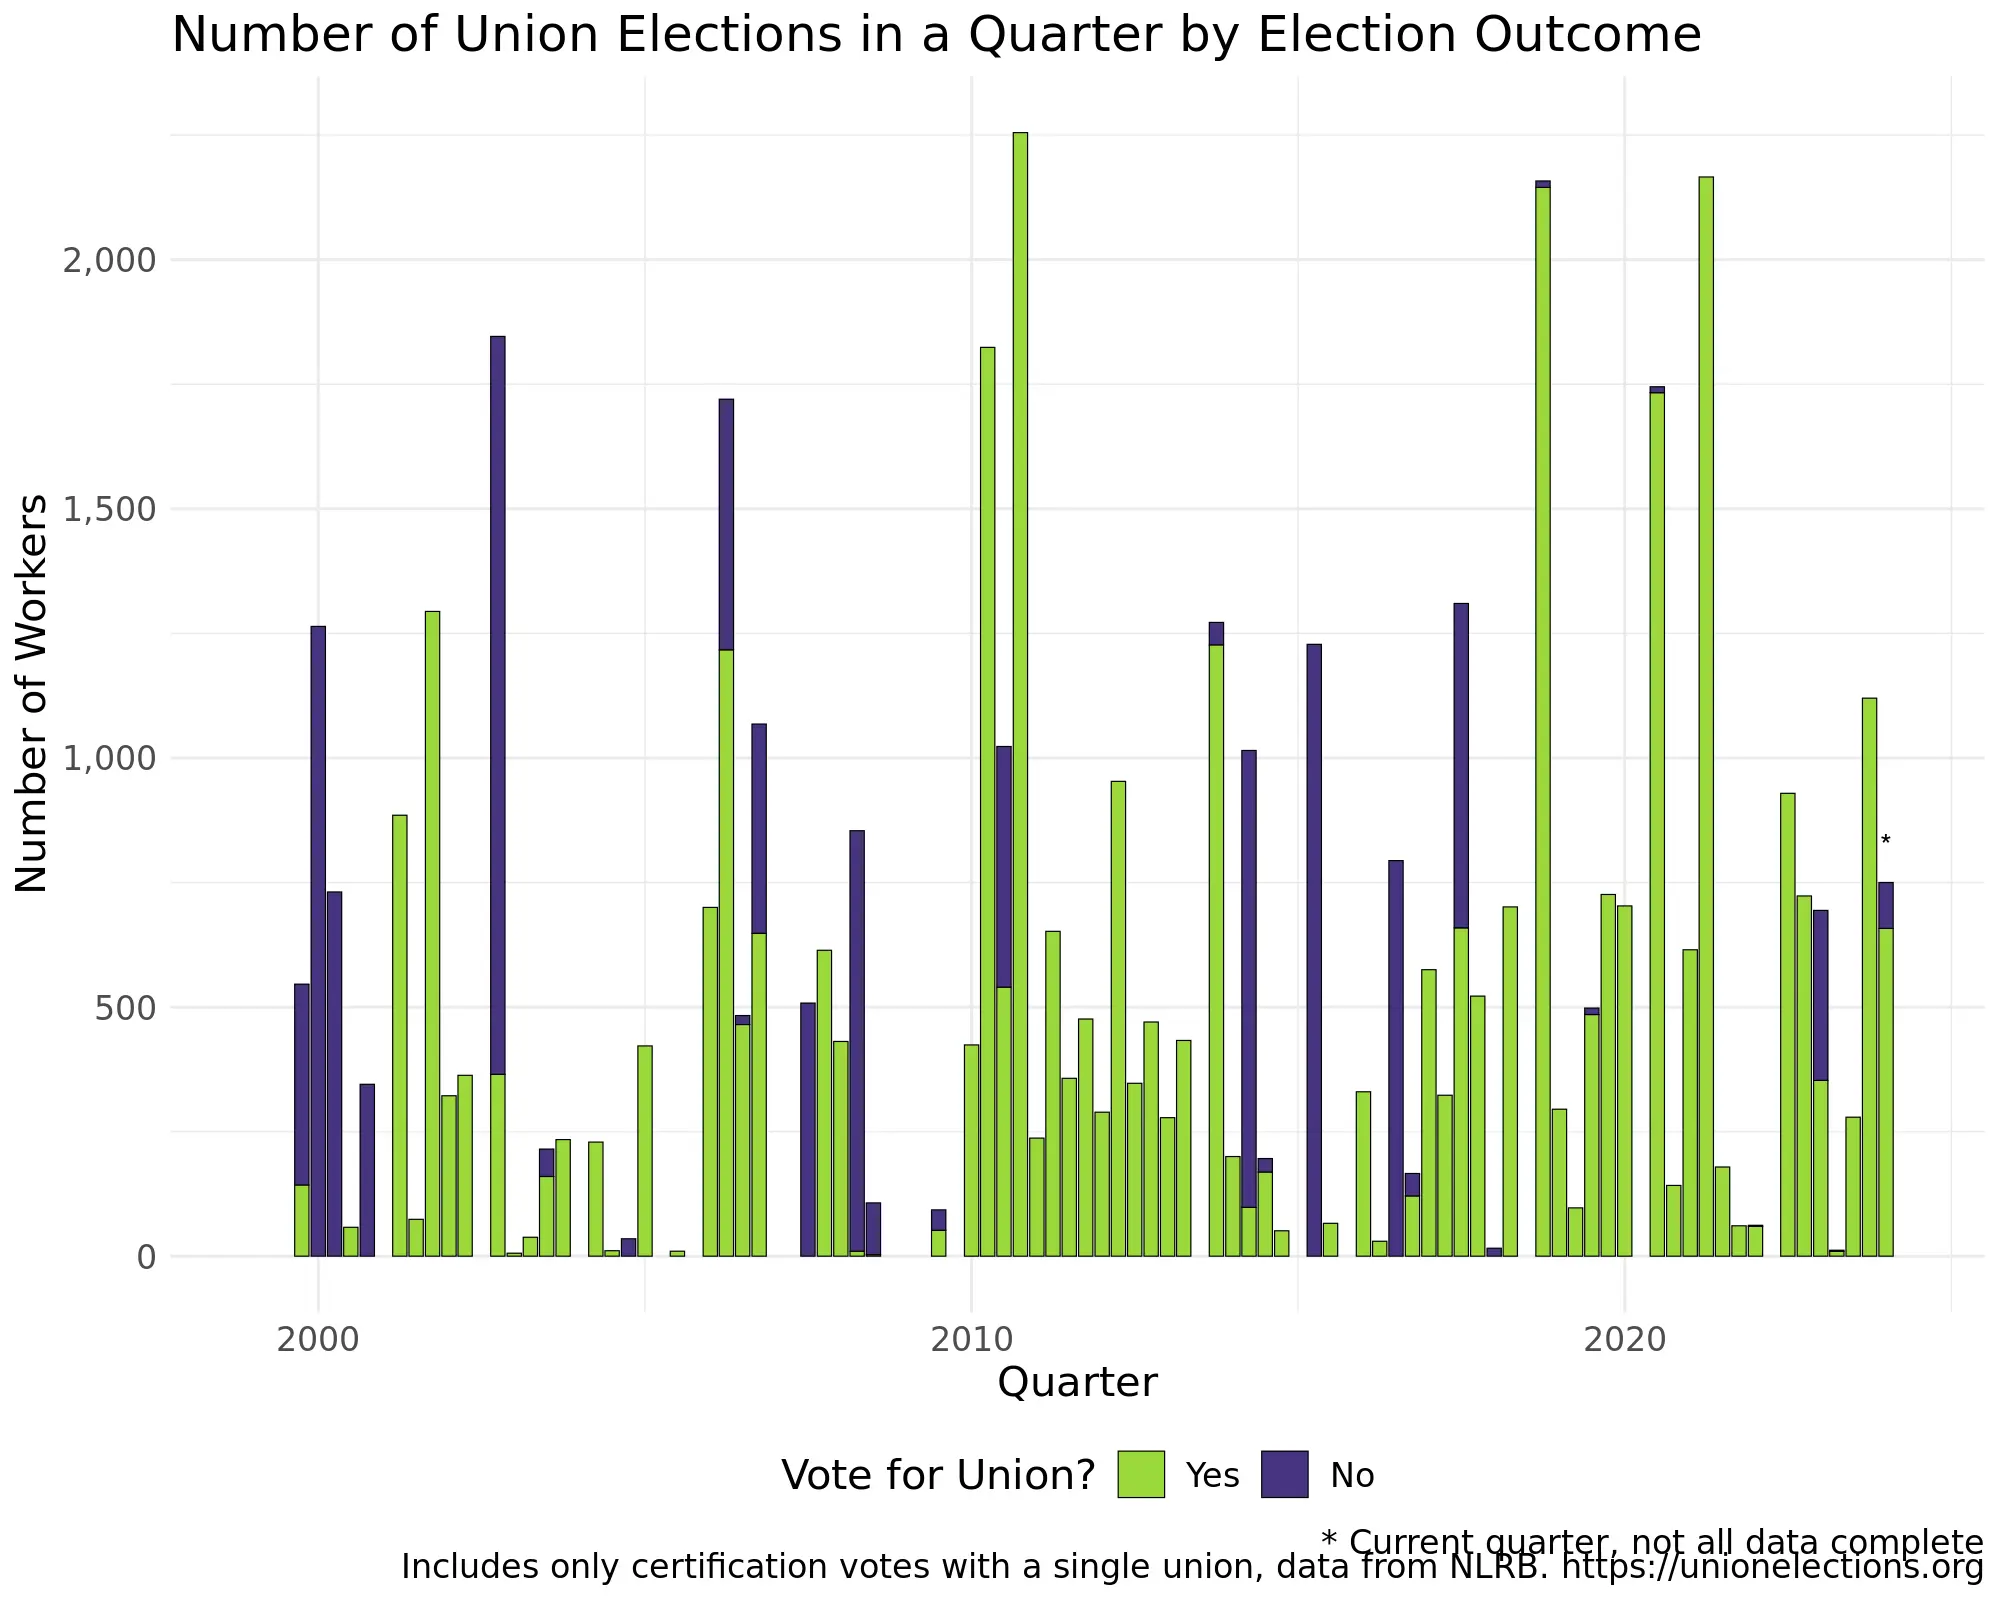 Number of Union Elections in a Quarter by Election Outcome
Number of Workers
2,000
1,500
1,000
500
0
*
2000
2010
2020
Quarter
Vote for Union? Yes No
* Current quarter, not all data complete
Includes only certification votes with a single union, data from NLRB. https://unionelections.org